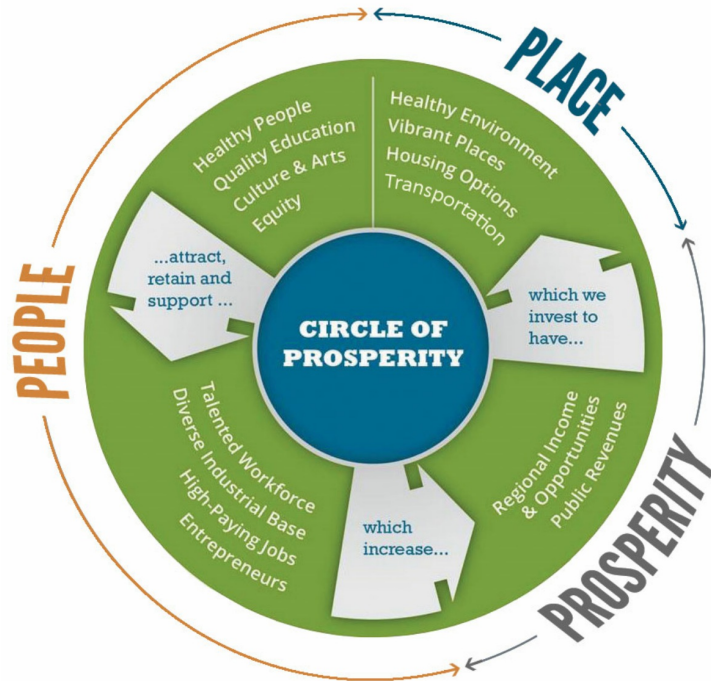 PEOPLE
PLACE
PROSPERITY
Healthy People
Quality Education
Culture & Arts
Equity
Healthy Environment
Vibrant Places
Housing Options
Transportation
...attract,
retain and
support ...
CIRCLE OF
PROSPERITY
which we
invest to
have...
Talented Workforce
Diverse Industrial Base
High-Paying Jobs
Entrepreneurs
which
increase...
Regional Income
& Opportunities
Public Revenues